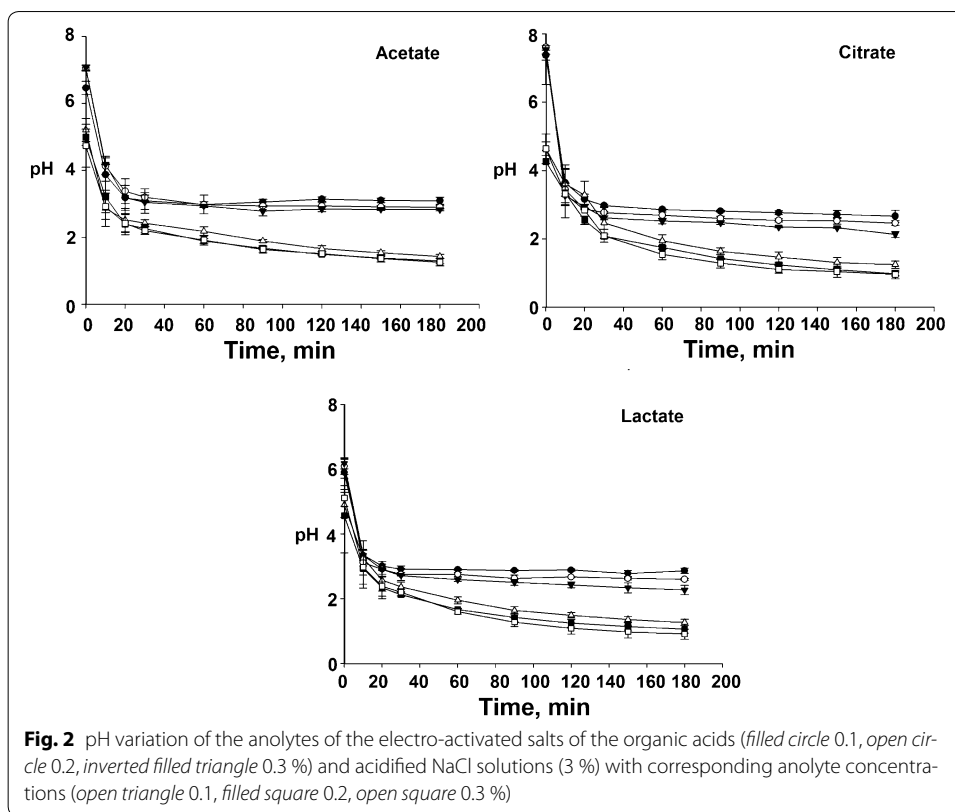 Acetate
8
6
4
2
0
pH
0 20 40 60 80 100 120 140 160 180 200
Time, min
Citrate
8
6
4
2
0
pH
0 20 40 60 80 100 120 140 160 180 200
Time, min
Lactate
8
6
4
2
0
pH
0 20 40 60 80 100 120 140 160 180 200
Time, min
Fig. 2 pH variation of the anolytes of the electro-activated salts of the organic acids (filled circle 0.1, open cir-
cle 0.2, inverted filled triangle 0.3 %) and acidified NaCl solutions (3 %) with corresponding anolyte concentra-
tions (open triangle 0.1, filled square 0.2, open square 0.3 %)